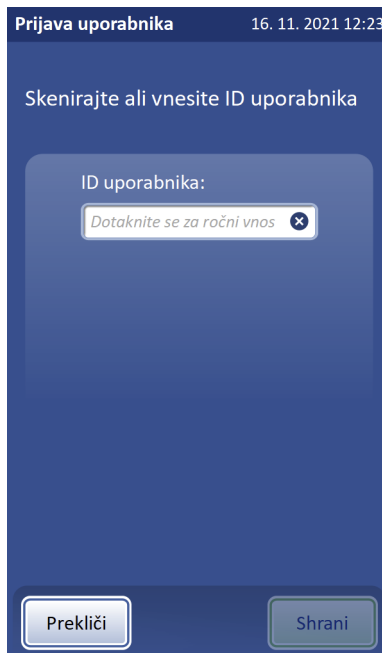 Prijava uporabnika 16. 11. 2021 12:23
Skenirajte ali vnesite ID uporabnika
ID uporabnika:
Dotaknite se za ročni vnos
Prekliči Shrani